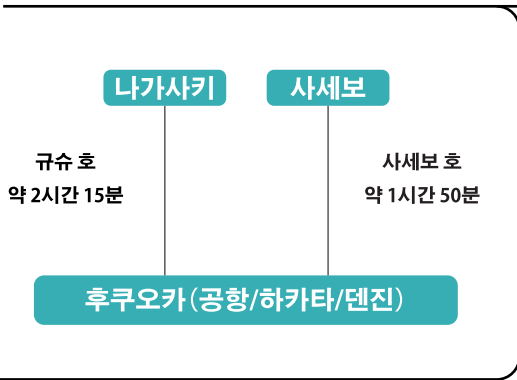 나가사키
사세보
규슈 호
약 2시간 15분
사세보 호
약 1시간 50분
후쿠오카(공항/하카타/덴진)